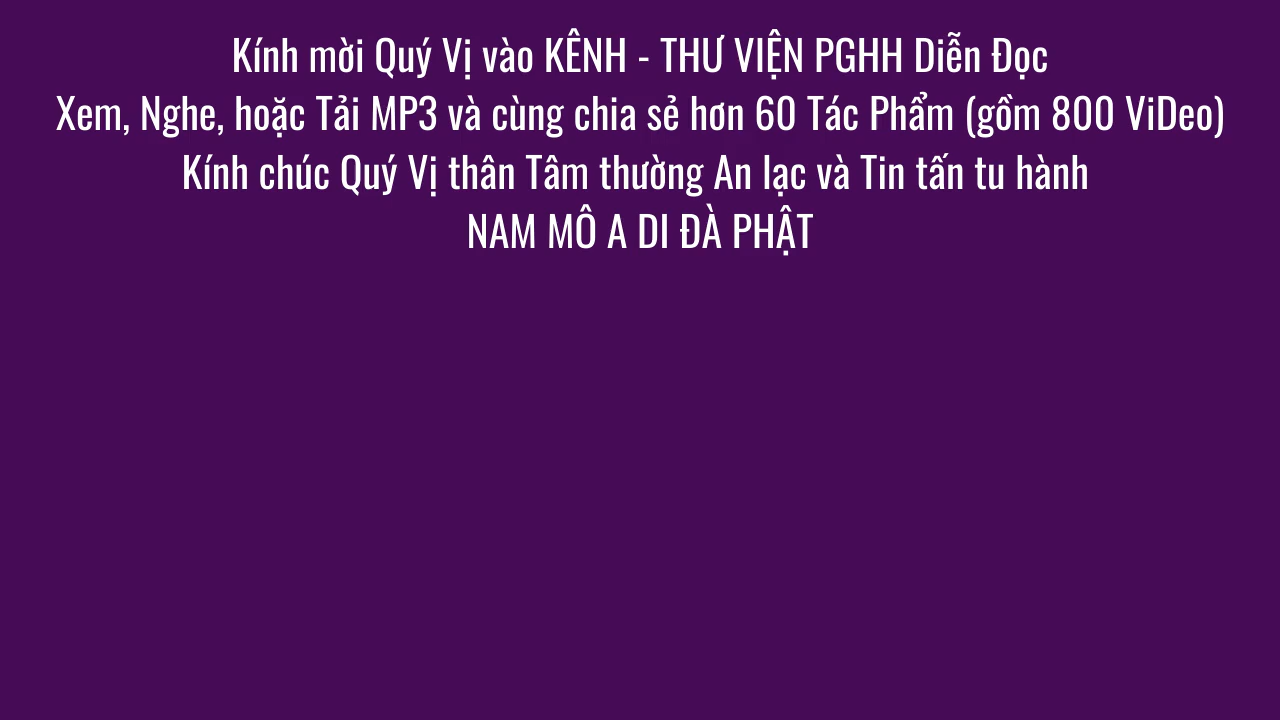 Kính mời Quý Vị vào KÊNH - THƯ VIỆN PGHH Diễn Đọc
Xem, Nghe, hoặc Tải MP3 và cùng chia sẻ hơn 60 Tác Phẩm (gồm 800 ViDeo)
Kính chúc Quý Vị thân Tâm thường An lạc và Tin tấn tu hành
NAM MÔ A DI ĐÀ PHẬT